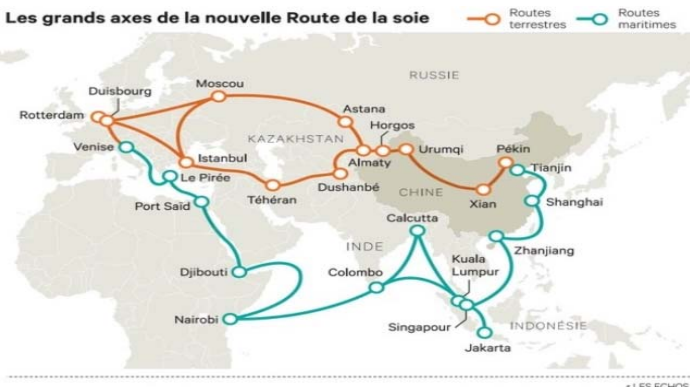 Les grands axes de la nouvelle Route de la soie
Routes
terrestres
Routes
maritimes
RUSSIE
Moscou
Duisbourg
Rotterdam
Astana
Horgos
KAZAKHSTAN
Venise
Istanbul
Almaty
Urumqi
Pékin
Tianjin
Le Pirée
Dushanbé
Téhéran
CHINE
Xian
Shanghai
Port Saïd
Calcutta
INDE
Zhanjiang
Kuala
Lumpur
Djibouti
Colombo
Nairobi
Singapour
INDONÉSIE
Jakarta